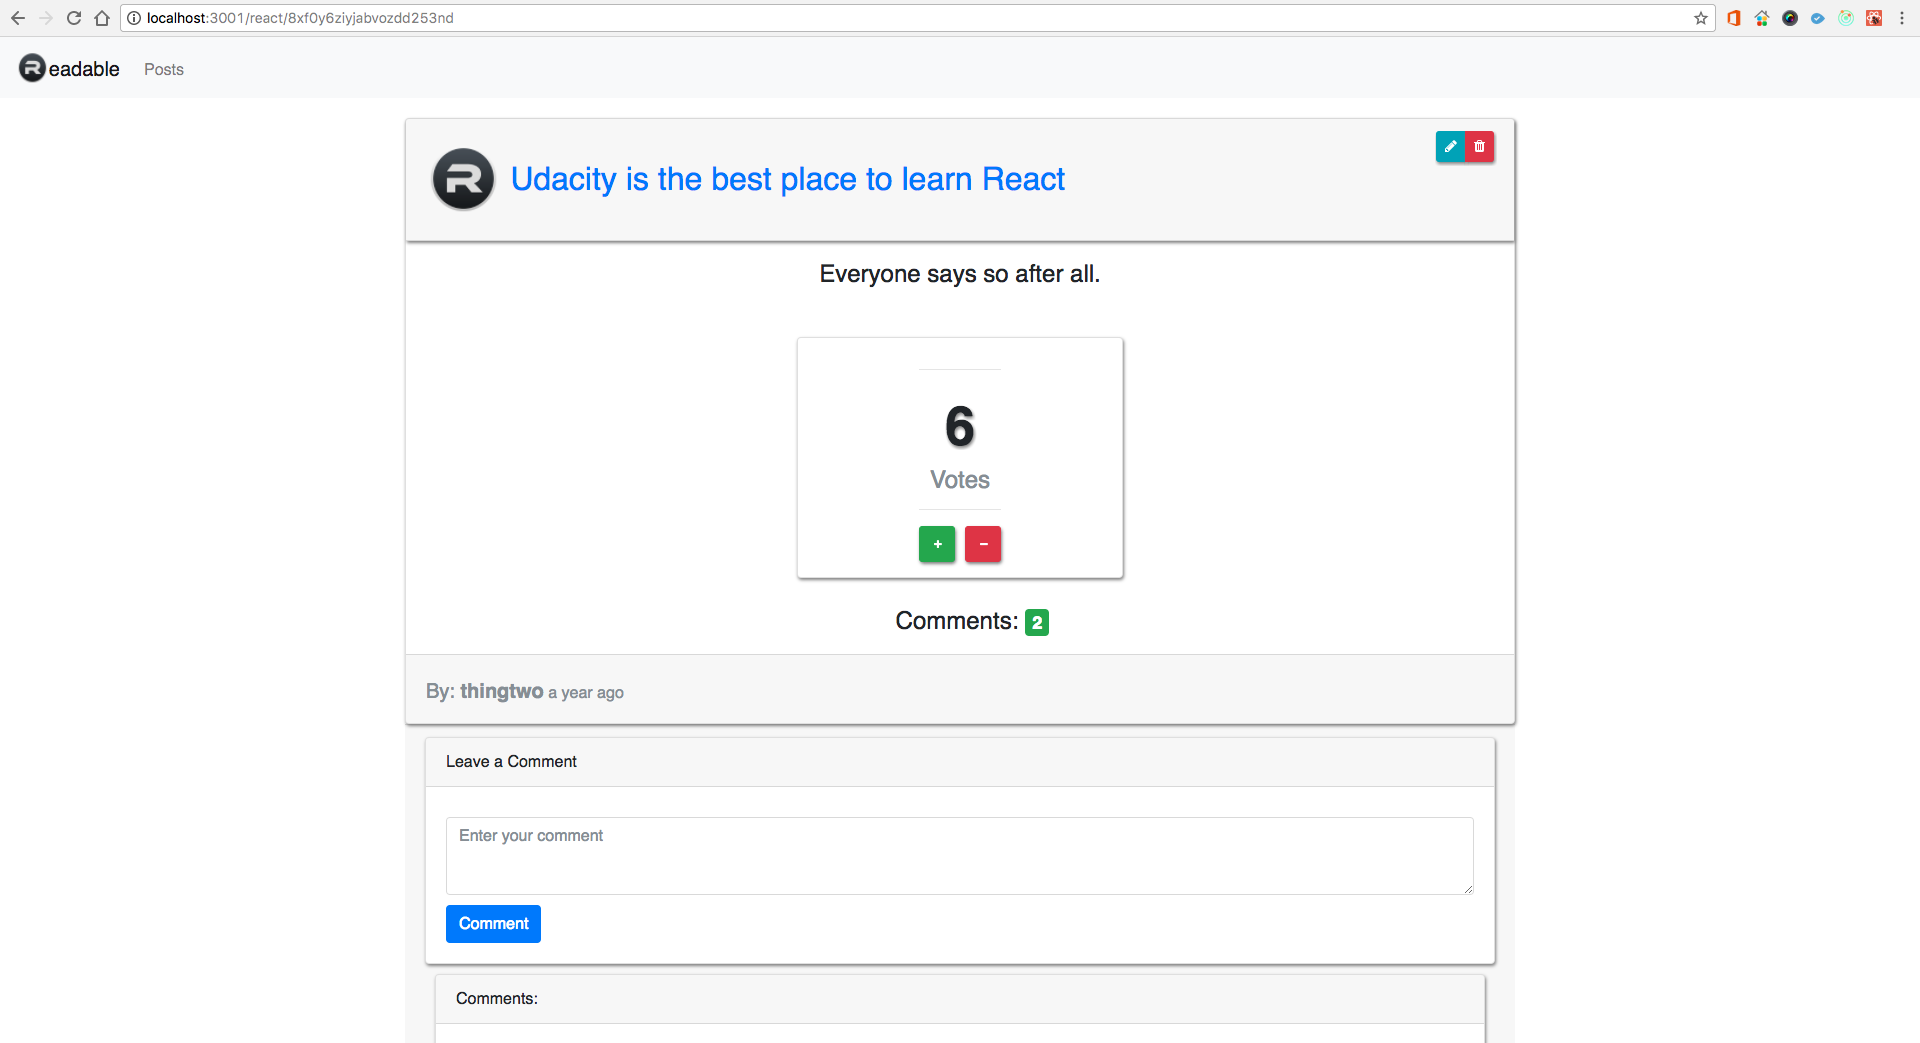 localhost:3001/react/8xf0y6ziyjabvozdd253nd
Readable Posts
R Udacity is the best place to learn React
Everyone says so after all.
6
Votes
+ −
Comments: 2
By: thingtwo a year ago
Leave a Comment
Enter your comment
Comment
Comments: